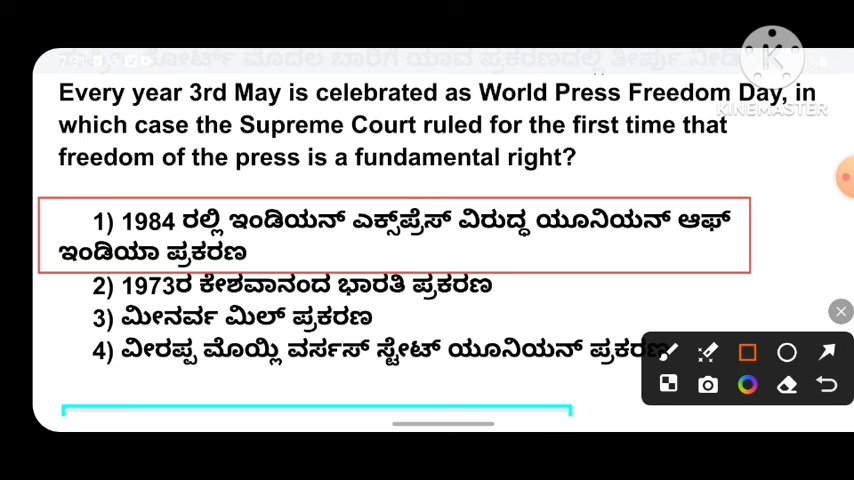 ಸುಪ್ರೀಂ ಕೋರ್ಟ್ ಮೊದಲ ಬಾರಿಗೆ ಯಾವ ಪ್ರಕರಣದಲ್ಲಿ ತೀರ್ಪು
Every year 3rd May is celebrated as World Press Freedom Day, in
which case the Supreme Court ruled for the first time that
freedom of the press is a fundamental right?
1) 1984 ರಲ್ಲಿ ಇಂಡಿಯನ್ ಎಕ್ಸ್‌ಪ್ರೆಸ್ ವಿರುದ್ಧ ಯೂನಿಯನ್ ಆಫ್
ಇಂಡಿಯಾ ಪ್ರಕರಣ
2) 1973ರ ಕೇಶವಾನಂದ ಭಾರತಿ ಪ್ರಕರಣ
3) ಮೀನರ್ವ ಮಿಲ್ ಪ್ರಕರಣ
4) ವೀರಪ್ಪ ಮೊಯ್ಲಿ ವರ್ಸಸ್ ಸ್ಟೇಟ್ ಯೂನಿಯನ್ ಪ್ರಕರಣ
K
KINEMASTER